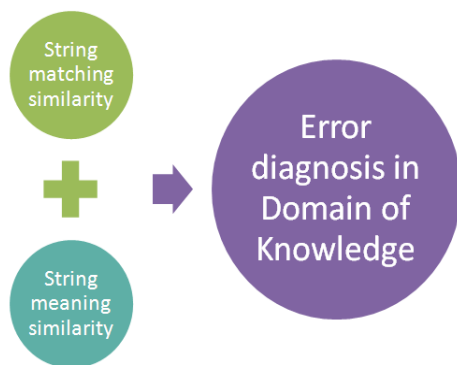 String
matching
similarity
String
meaning
similarity
Error
diagnosis in
Domain of
Knowledge